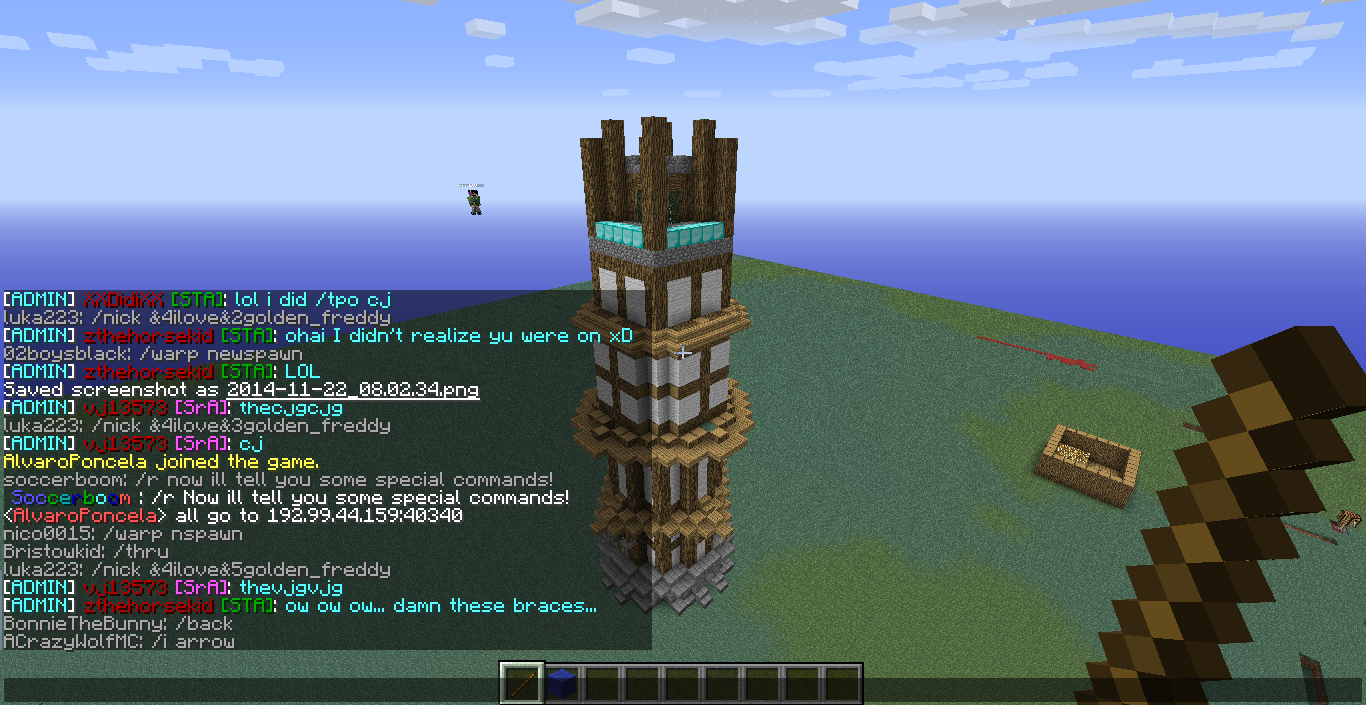 [ADMIN] XxDidixX [STA]: lol i did /tpo cj
luka223: /nick &4ilove&2golden_freddy
[ADMIN] zthehorsekid [STA]: ohai I didn't realize yu were on xD
02boysblack: /warp newspawn
[ADMIN] zthehorsekid [STA]: LOL
Saved screenshot as 2014-11-22_08.02.34.png
[ADMIN] vj13573 [SrA]: thecjgcjg
luka223: /nick &4ilove&3golden_freddy
[ADMIN] vj13573 [SrA]: cj
AlvaroPoncela joined the game.
soccerboom: /r now ill tell you some special commands!
Soccerboom : /r Now ill tell you some special commands!
<AlvaroPoncela> all go to 192.99.44.159:40340
nico0015: /warp nspawn
Bristowkid: /thru
luka223: /nick &4ilove&5golden_freddy
[ADMIN] vj13573 [SrA]: thevjgvjg
[ADMIN] zthehorsekid [STA]: ow ow ow... damn these braces...
BonnieTheBunny: /back
ACrazyWolfMC: /i arrow